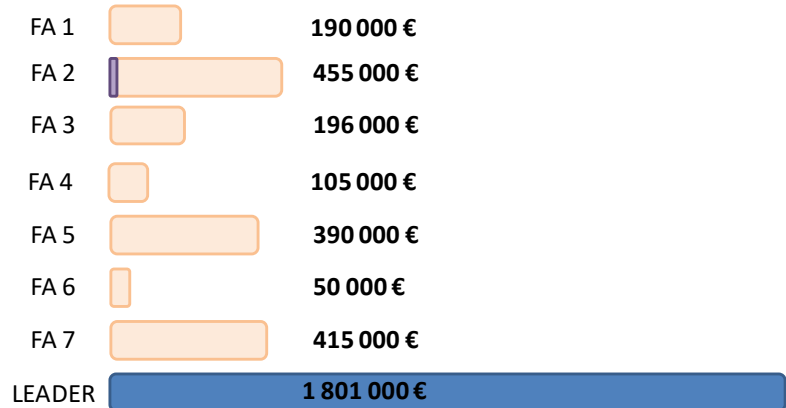 FA 1 190 000 €
FA 2 455 000 €
FA 3 196 000 €
FA 4 105 000 €
FA 5 390 000 €
FA 6 50 000 €
FA 7 415 000 €
LEADER 1 801 000 €